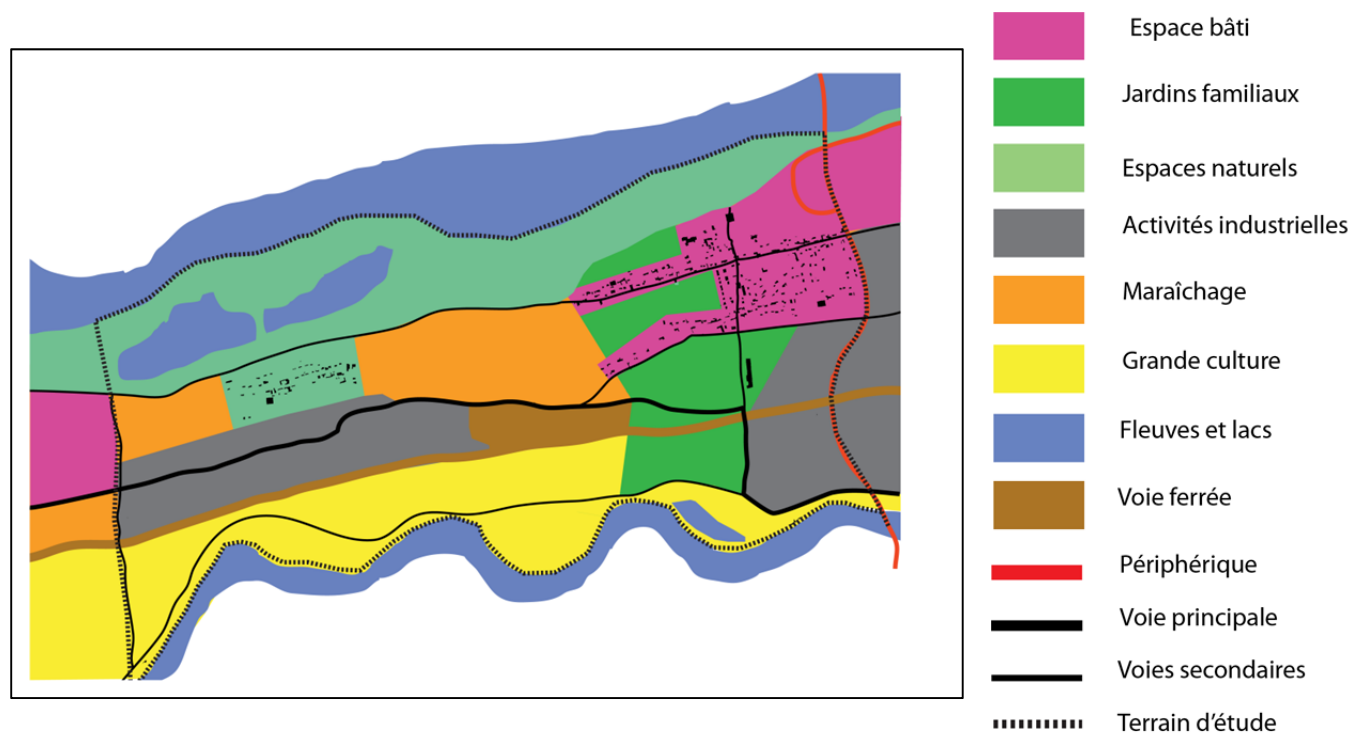 Espace bâti
Jardins familiaux
Espaces naturels
Activités industrielles
Maraîchage
Grande culture
Fleuves et lacs
Voie ferrée
Périphérique
Voie principale
Voies secondaires
Terrain d'étude